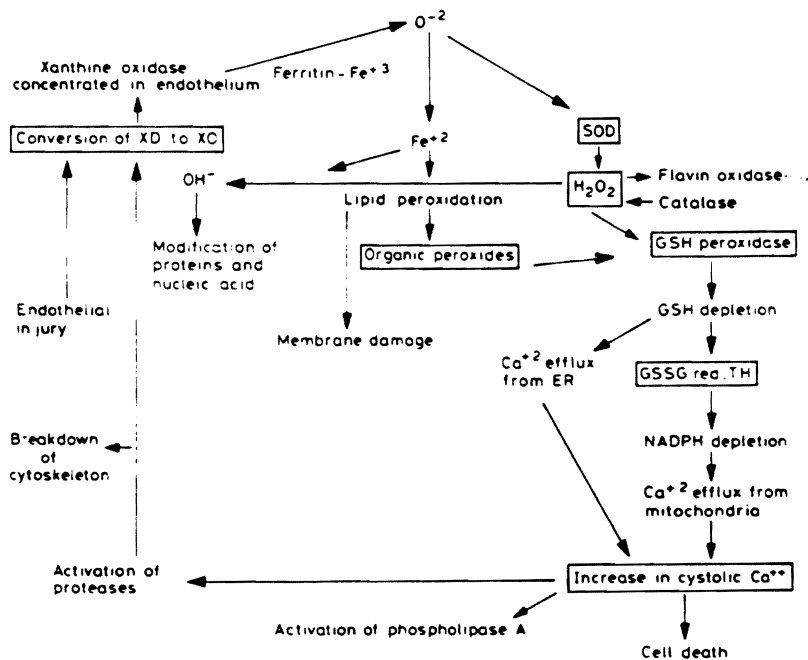 O⁻²
Xanthine oxidase
concentrated in endothelium
Ferritin - Fe⁺³
Conversion of XD to XO
Fe⁺²
SOD
OH⁻
H₂O₂
Flavin oxidase
Catalase
Lipid peroxidation
Modification of
proteins and
nucleic acid
Organic peroxides
GSH peroxidase
Endothelial
injury
Membrane damage
GSH depletion
Ca⁺² efflux
from ER
GSSG red. TH
Breakdown
of
cytoskeleton
NADPH depletion
Ca⁺² efflux from
mitochondria
Activation of
proteases
Increase in cystolic Ca⁺⁺
Activation of phospholipase A
Cell death